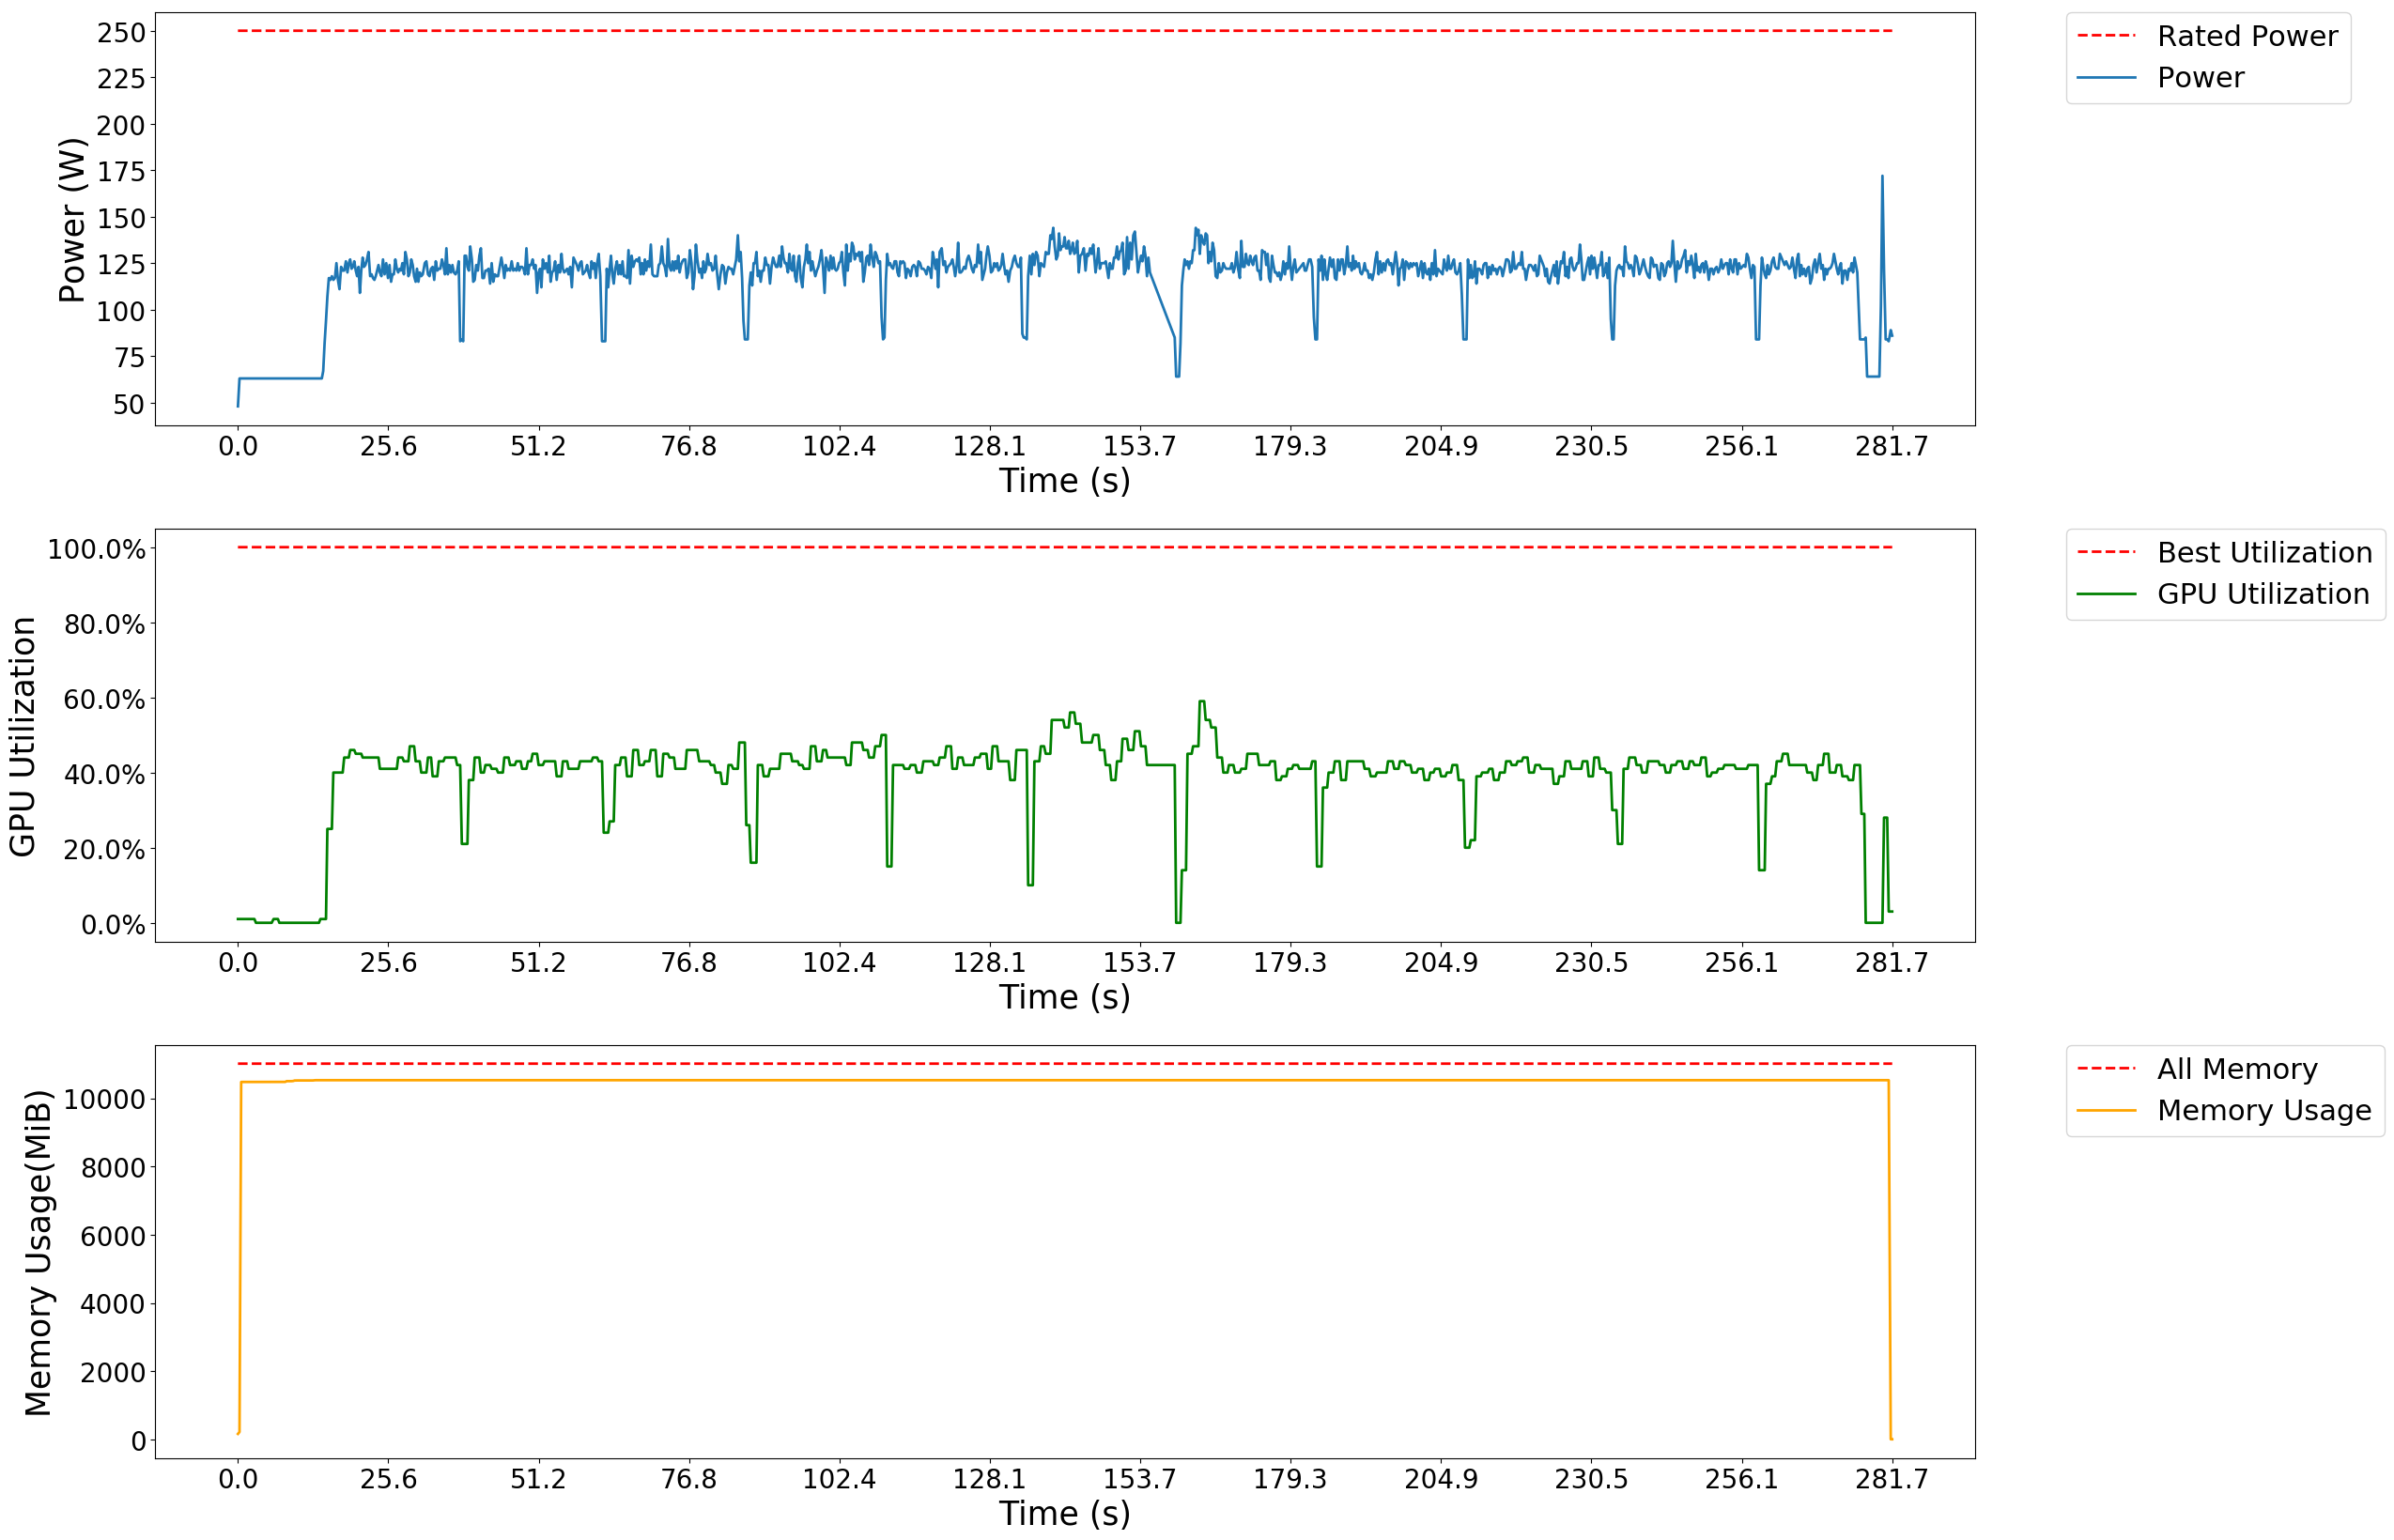 250
225
200
175
150
125
100
75
50
Power (W)
0.0 25.6 51.2 76.8 102.4 128.1 153.7 179.3 204.9 230.5 256.1 281.7
Time (s)
Rated Power
Power
100.0%
80.0%
60.0%
40.0%
20.0%
0.0%
GPU Utilization
0.0 25.6 51.2 76.8 102.4 128.1 153.7 179.3 204.9 230.5 256.1 281.7
Time (s)
Best Utilization
GPU Utilization
10000
8000
6000
4000
2000
0
Memory Usage(MiB)
0.0 25.6 51.2 76.8 102.4 128.1 153.7 179.3 204.9 230.5 256.1 281.7
Time (s)
All Memory
Memory Usage